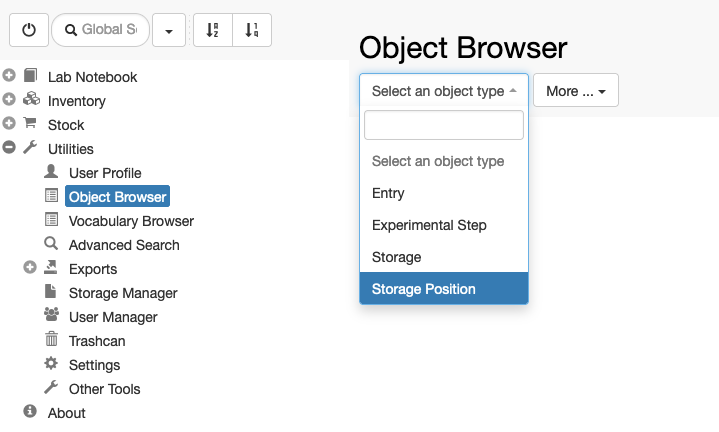 Global S
Object Browser
Select an object type
More ...
Lab Notebook
Inventory
Stock
Utilities
User Profile
Object Browser
Vocabulary Browser
Advanced Search
Exports
Storage Manager
User Manager
Trashcan
Settings
Other Tools
About
Select an object type
Entry
Experimental Step
Storage
Storage Position